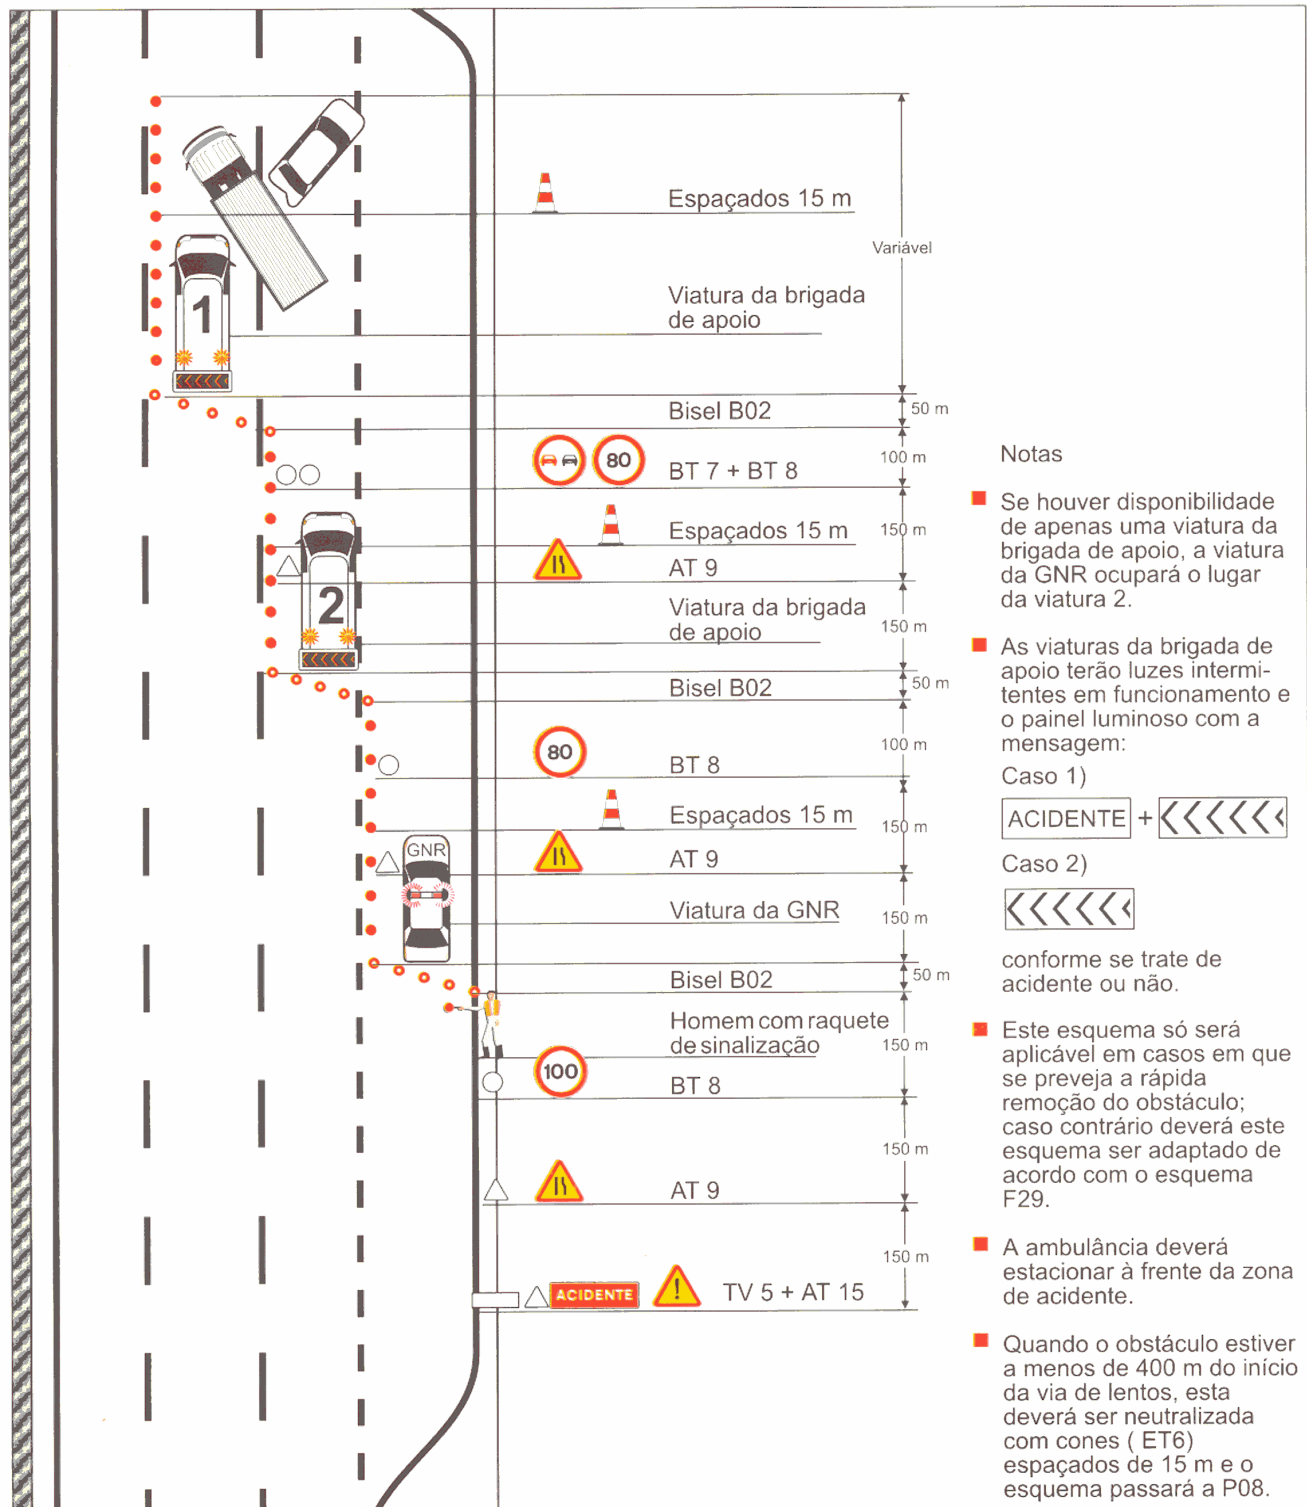 Espaçados 15 m
Variável
1
Viatura da brigada
de apoio
Bisel B02
50 m
80
BT 7 + BT 8
100 m
Espaçados 15 m
150 m
AT 9
2
Viatura da brigada
de apoio
150 m
Bisel B02
50 m
80
BT 8
100 m
Espaçados 15 m
150 m
GNR
AT 9
Viatura da GNR
150 m
Bisel B02
50 m
Homem com raquete
de sinalização
150 m
100
BT 8
150 m
AT 9
150 m
ACIDENTE
!
TV 5 + AT 15
Notas
Se houver disponibilidade
de apenas uma viatura da
brigada de apoio, a viatura
da GNR ocupará o lugar
da viatura 2.
As viaturas da brigada de
apoio terão luzes intermi-
tentes em funcionamento e
o painel luminoso com a
mensagem:
Caso 1)
ACIDENTE +
Caso 2)
conforme se trate de
acidente ou não.
Este esquema só será
aplicável em casos em que
se preveja a rápida
remoção do obstáculo;
caso contrário deverá este
esquema ser adaptado de
acordo com o esquema
F29.
A ambulância deverá
estacionar à frente da zona
de acidente.
Quando o obstáculo estiver
a menos de 400 m do início
da via de lentos, esta
deverá ser neutralizada
com cones ( ET6)
espaçados de 15 m e o
esquema passará a P08.